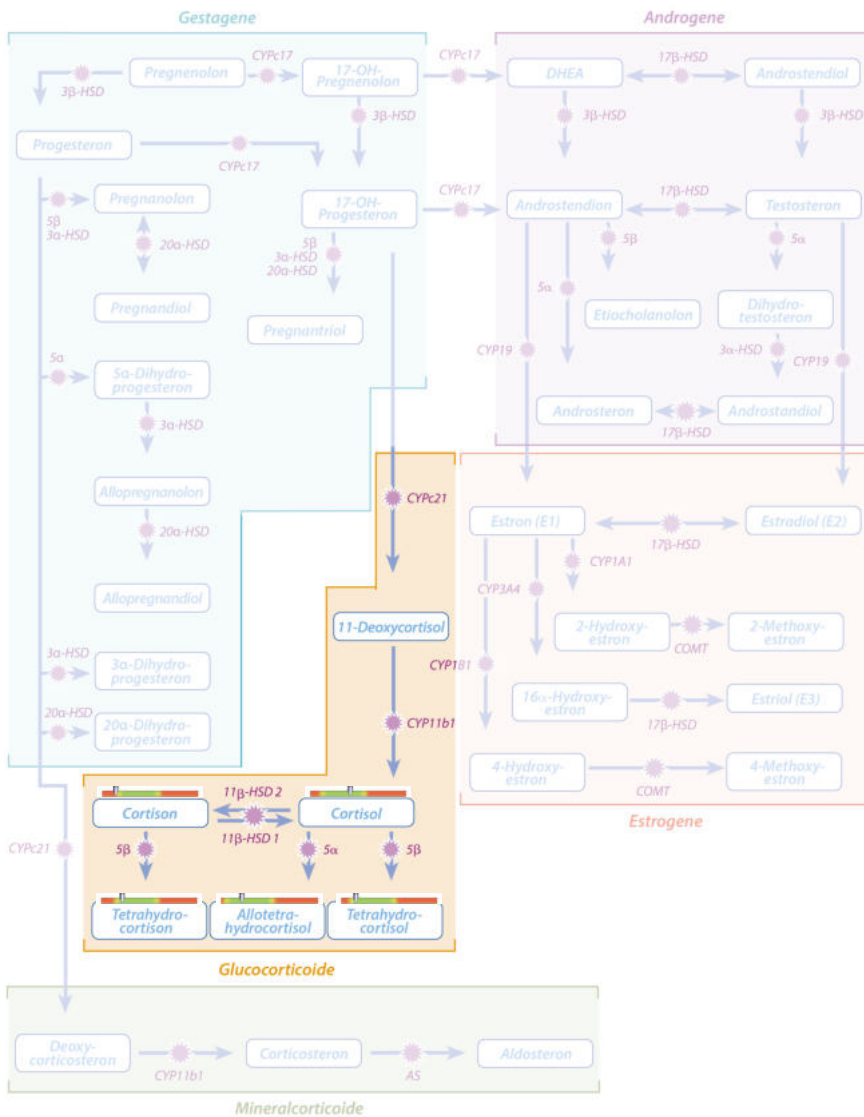 Gestagene
Androgene
Pregnenolon
CYPc17
17-OH-
Pregnenolon
CYPc17
DHEA
17β-HSD
Androstendiol
3β-HSD
3β-HSD
3β-HSD
3β-HSD
Progesteron
CYPc17
Pregnanolon
17-OH-
Progesteron
CYPc17
Androstendion
17β-HSD
Testosteron
5β
3α-HSD
20α-HSD
5β
3α-HSD
20α-HSD
5β
5α
5α
Pregnandiol
Pregnantriol
Etiocholanolon
Dihydro-
testosteron
CYP19
3α-HSD
CYP19
5α
5α-Dihydro-
progesteron
3α-HSD
Androsteron
17β-HSD
Androstandiol
Allopregnanolon
20α-HSD
CYPc21
Estron (E1)
17β-HSD
Estradiol (E2)
CYP3A4
CYP1A1
Allopregnandiol
11-Deoxycortisol
2-Hydroxy-
estron
COMT
2-Methoxy-
estron
3α-HSD
3α-Dihydro-
progesteron
CYP1B1
16α-Hydroxy-
estron
17β-HSD
Estriol (E3)
20α-HSD
20α-Dihydro-
progesteron
CYP11b1
4-Hydroxy-
estron
COMT
4-Methoxy-
estron
Cortison
11β-HSD 2
11β-HSD 1
Cortisol
Estrogene
CYPc21
5β
5α
5β
Tetrahydro-
cortison
Allotetra-
hydrocortisol
Tetrahydro-
cortisol
Glucocorticoide
Deoxy-
corticosteron
CYP11b1
Corticosteron
AS
Aldosteron
Mineralcorticoide